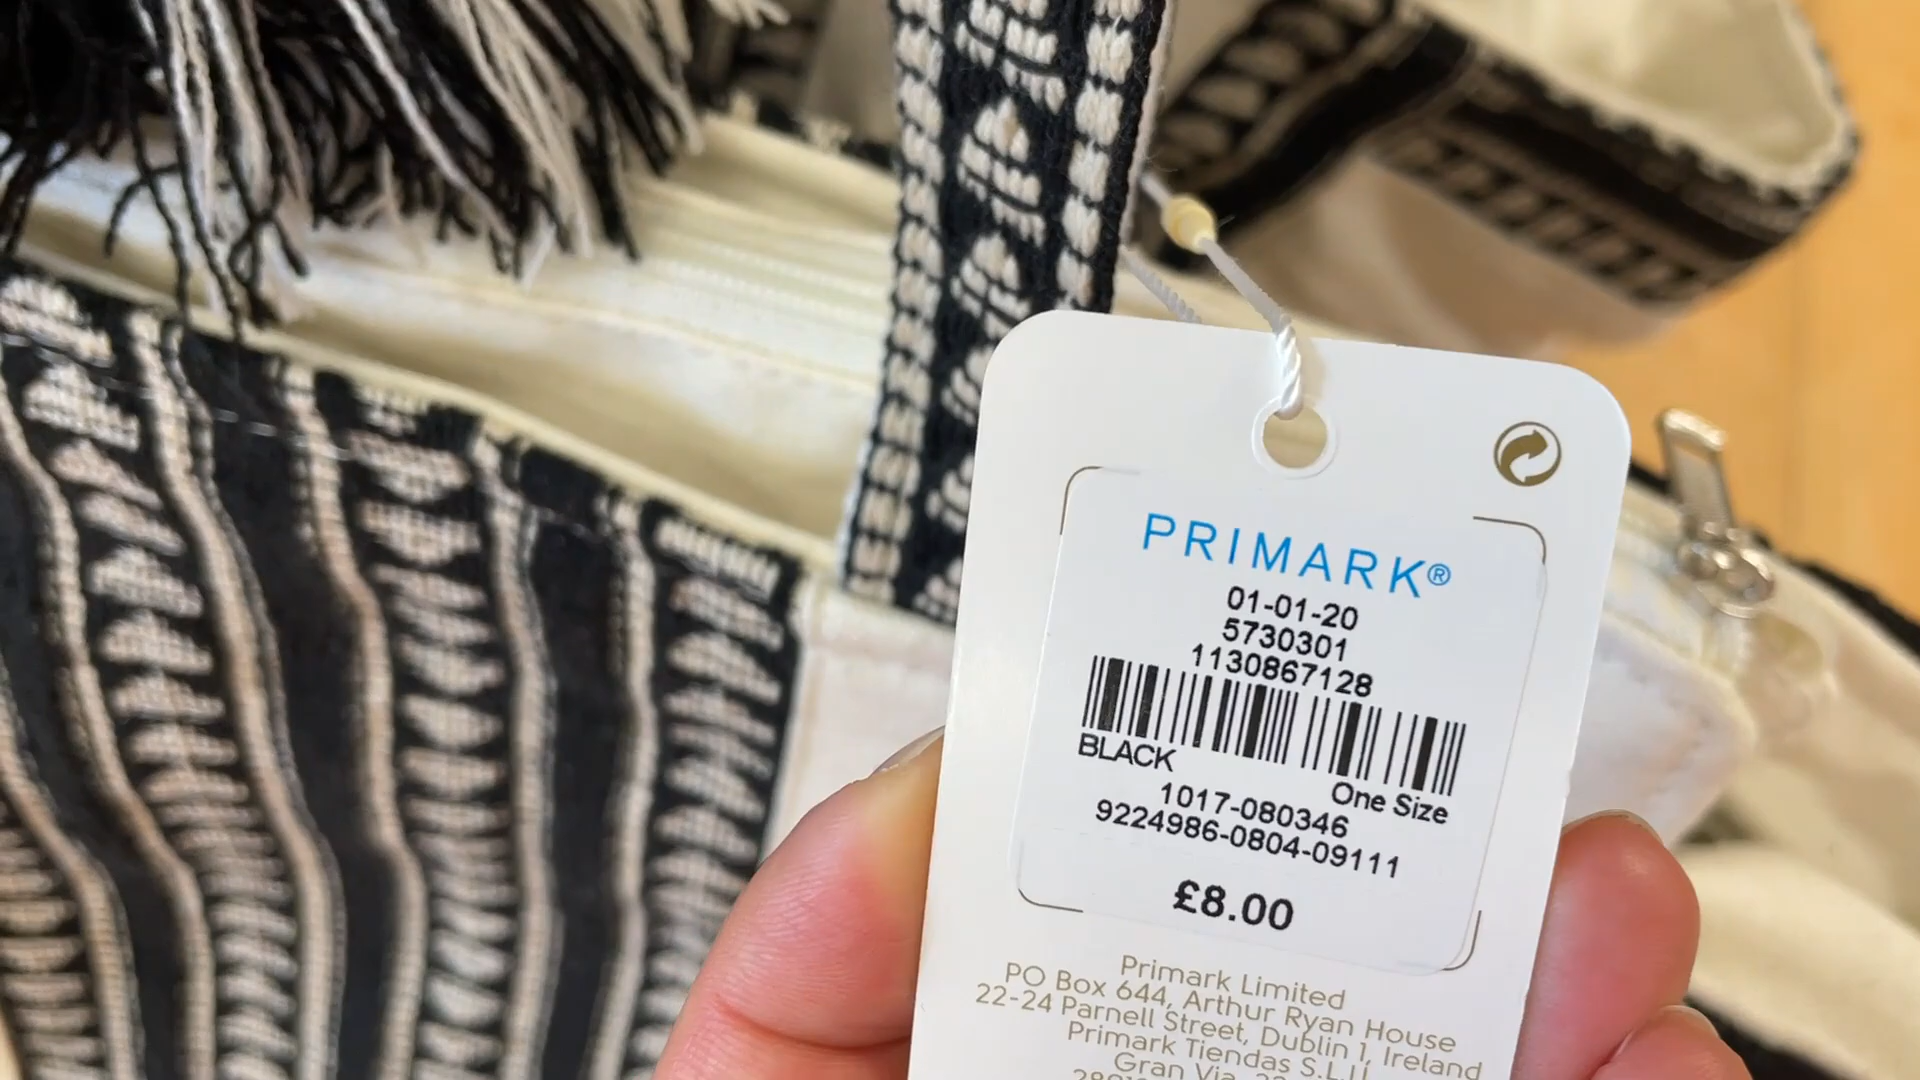 PRIMARK®
01-01-20
5730301
1130867128
BLACK
One Size
1017-080346
9224986-0804-09111
£8.00
Primark Limited
PO Box 644, Arthur Ryan House
22-24 Parnell Street, Dublin 1, Ireland
Primark Tiendas S.L.U
Gran Via,